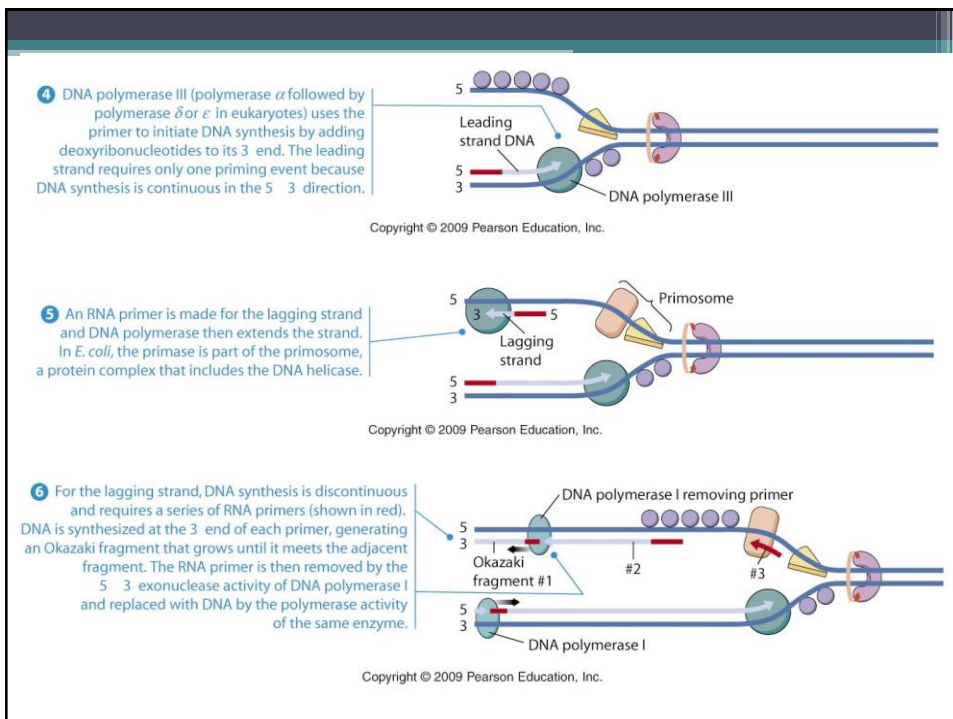 4 DNA polymerase III (polymerase α followed by
polymerase δ or ε in eukaryotes) uses the
primer to initiate DNA synthesis by adding
deoxyribonucleotides to its 3 end. The leading
strand requires only one priming event because
DNA synthesis is continuous in the 5 3 direction.
5
Leading
strand DNA
5
3
DNA polymerase III
Copyright © 2009 Pearson Education, Inc.
5 An RNA primer is made for the lagging strand
and DNA polymerase then extends the strand.
In E. coli, the primase is part of the primosome,
a protein complex that includes the DNA helicase.
5
3
5
Primosome
Lagging
strand
5
3
Copyright © 2009 Pearson Education, Inc.
6 For the lagging strand, DNA synthesis is discontinuous
and requires a series of RNA primers (shown in red).
DNA is synthesized at the 3 end of each primer, generating
an Okazaki fragment that grows until it meets the adjacent
fragment. The RNA primer is then removed by the
5 3 exonuclease activity of DNA polymerase I
and replaced with DNA by the polymerase activity
of the same enzyme.
DNA polymerase I removing primer
5
3
Okazaki
fragment #1
#2
#3
5
3
DNA polymerase I
Copyright © 2009 Pearson Education, Inc.